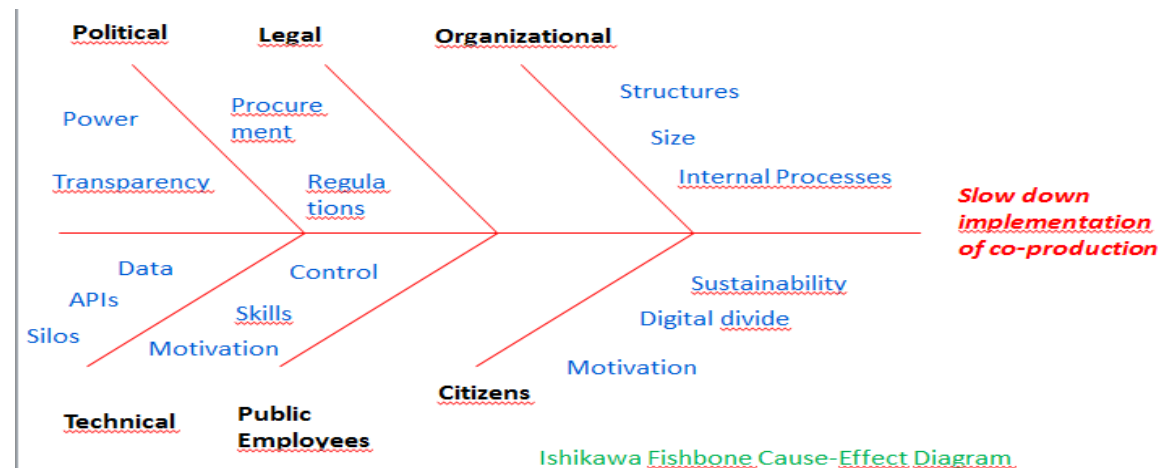 Political
Legal
Organizational
Power
Procure
ment
Structures
Size
Transparency
Regula
tions
Internal Processes
Slow down
implementation
of co-production
Data
Control
APIs
Skills
Silos
Motivation
Sustainability
Digital divide
Motivation
Technical
Public
Employees
Citizens
Ishikawa Fishbone Cause-Effect Diagram